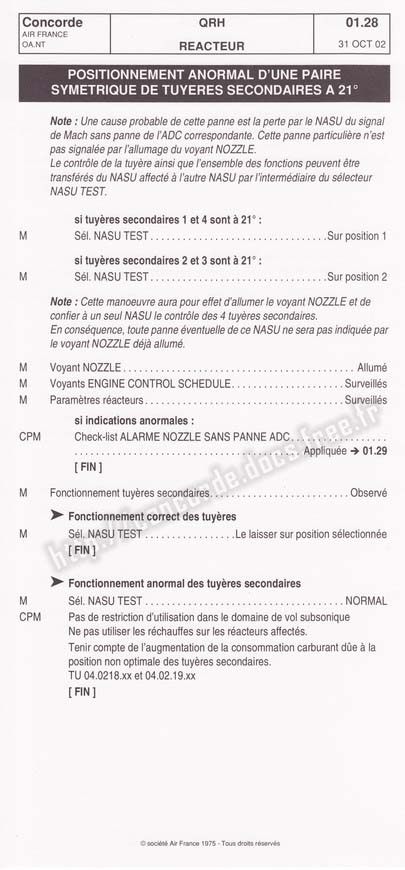 Concorde QRH 01.28
AIR FRANCE
OA.NT REACTEUR 31 OCT 02
POSITIONNEMENT ANORMAL D'UNE PAIRE
SYMETRIQUE DE TUYERES SECONDAIRES A 21°
Note : Une cause probable de cette panne est la perte par le NASU du signal
de Mach sans panne de l'ADC correspondante. Cette panne particulière n'est
pas signalée par l'allumage du voyant NOZZLE.
Le contrôle de la tuyère ainsi que l'ensemble des fonctions peuvent être
transférés du NASU affecté à l'autre NASU par l'intermédiaire du sélecteur
NASU TEST.
si tuyères secondaires 1 et 4 sont à 21° :
M Sél. NASU TEST . . . . . . . . . . . . . . . . . . . . . . . . . . . . . . . Sur position 1
si tuyères secondaires 2 et 3 sont à 21° :
M Sél. NASU TEST . . . . . . . . . . . . . . . . . . . . . . . . . . . . . . . Sur position 2
Note : Cette manoeuvre aura pour effet d'allumer le voyant NOZZLE et de
confier à un seul NASU le contrôle des 4 tuyères secondaires.
En conséquence, toute panne éventuelle de ce NASU ne sera pas indiquée par
le voyant NOZZLE déjà allumé.
M Voyant NOZZLE . . . . . . . . . . . . . . . . . . . . . . . . . . . . . . . . . . . . . . . . Allumé
M Voyants ENGINE CONTROL SCHEDULE . . . . . . . . . . . . . . . . . . . Surveillés
M Paramètres réacteurs . . . . . . . . . . . . . . . . . . . . . . . . . . . . . . . . . . Surveillés
si indications anormales :
CPM Check-list ALARME NOZZLE SANS PANNE ADC . . . . . . . . . . . . . . . . .
. . . . . . . . . . . . . . . . . . . . . . . . . . . . . . . . . . . . . . . Appliquée ➔ 01.29
[ FIN ]
M Fonctionnement tuyères secondaires . . . . . . . . . . . . . . . . . . . . . . . . Observé
➤ Fonctionnement correct des tuyères
M Sél. NASU TEST . . . . . . . . . . . . . . . . Le laisser sur position sélectionnée
[ FIN ]
➤ Fonctionnement anormal des tuyères secondaires
M Sél. NASU TEST . . . . . . . . . . . . . . . . . . . . . . . . . . . . . . . . . . . NORMAL
CPM Pas de restriction d'utilisation dans le domaine de vol subsonique
Ne pas utiliser les réchauffes sur les réacteurs affectés.
Tenir compte de l'augmentation de la consommation carburant dûe à la
position non optimale des tuyères secondaires.
TU 04.0218.xx et 04.02.19.xx
[ FIN ]
http://concorde.docs.free.fr
© société Air France 1975 - Tous droits réservés